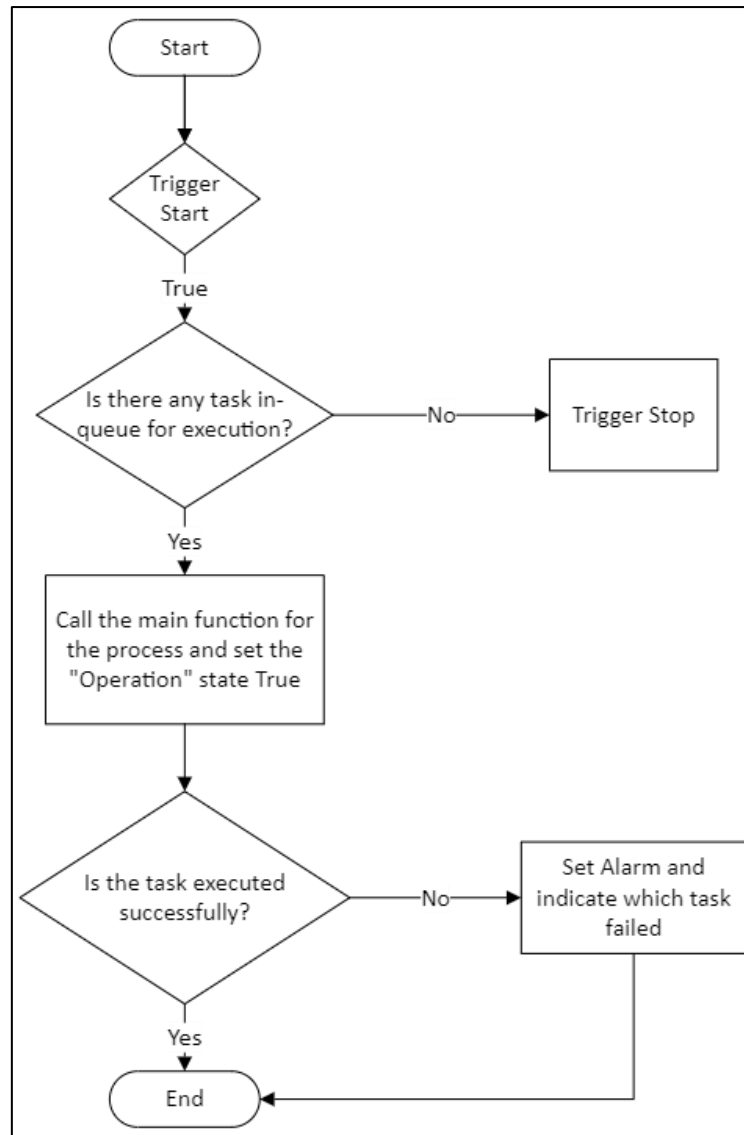 Start
Trigger
Start
True
Is there any task in-
queue for execution?
No
Trigger Stop
Yes
Call the main function for
the process and set the
"Operation" state True
Is the task executed
successfully?
No
Set Alarm and
indicate which task
failed
Yes
End